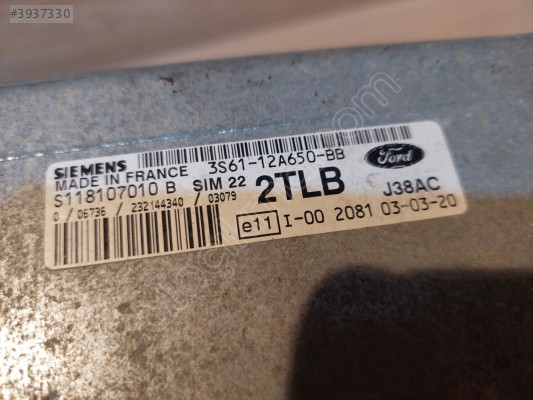 #3937330
SIEMENS
MADE IN FRANCE
3S61-12A650-BB
Ford
S118107010 B
SIM 22
2TLB
J38AC
0 / 06736 / 232144340 / 03079
e11
I-00 2081 03-03-20